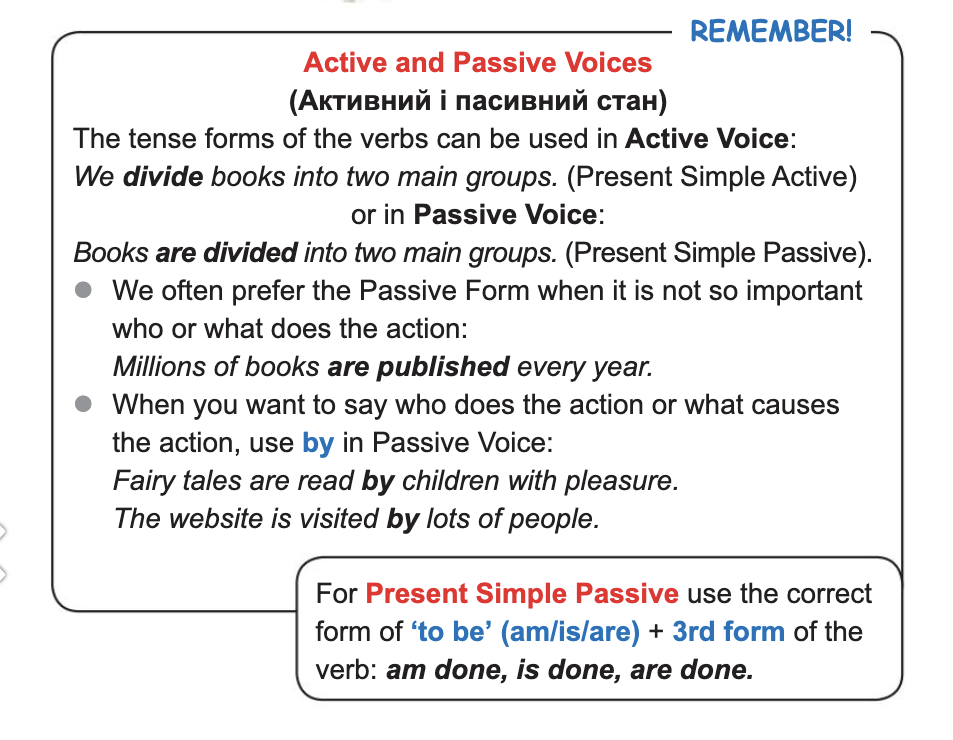 REMEMBER!
Active and Passive Voices
(Активний і пасивний стан)
The tense forms of the verbs can be used in Active Voice:
We divide books into two main groups. (Present Simple Active)
or in Passive Voice:
Books are divided into two main groups. (Present Simple Passive).
We often prefer the Passive Form when it is not so important
who or what does the action:
Millions of books are published every year.
When you want to say who does the action or what causes
the action, use by in Passive Voice:
Fairy tales are read by children with pleasure.
The website is visited by lots of people.
For Present Simple Passive use the correct
form of ‘to be’ (am/is/are) + 3rd form of the
verb: am done, is done, are done.